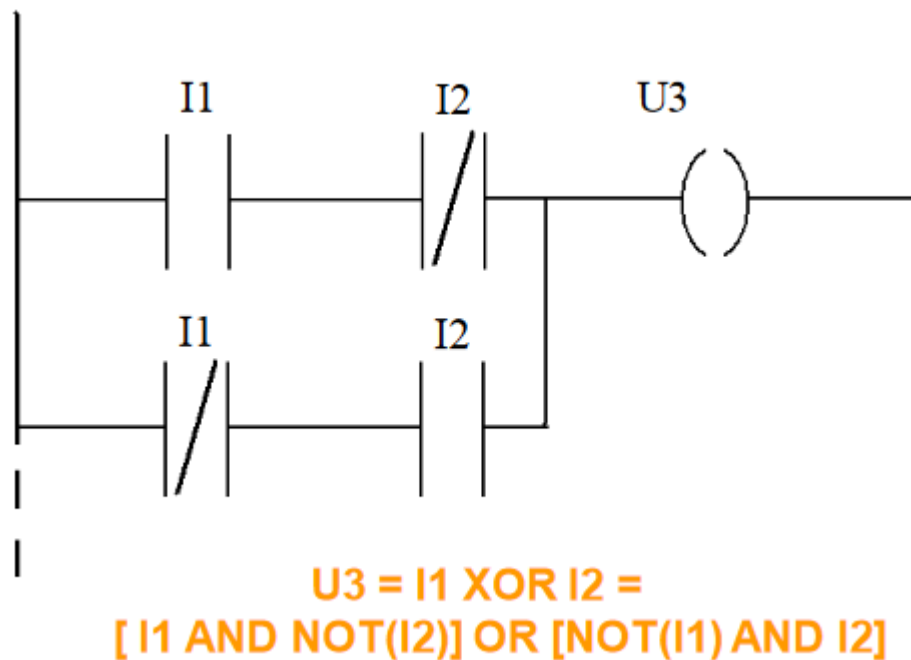 I1 I2 U3
I1 I2
U3 = I1 XOR I2 =
[ I1 AND NOT(I2)] OR [NOT(I1) AND I2]